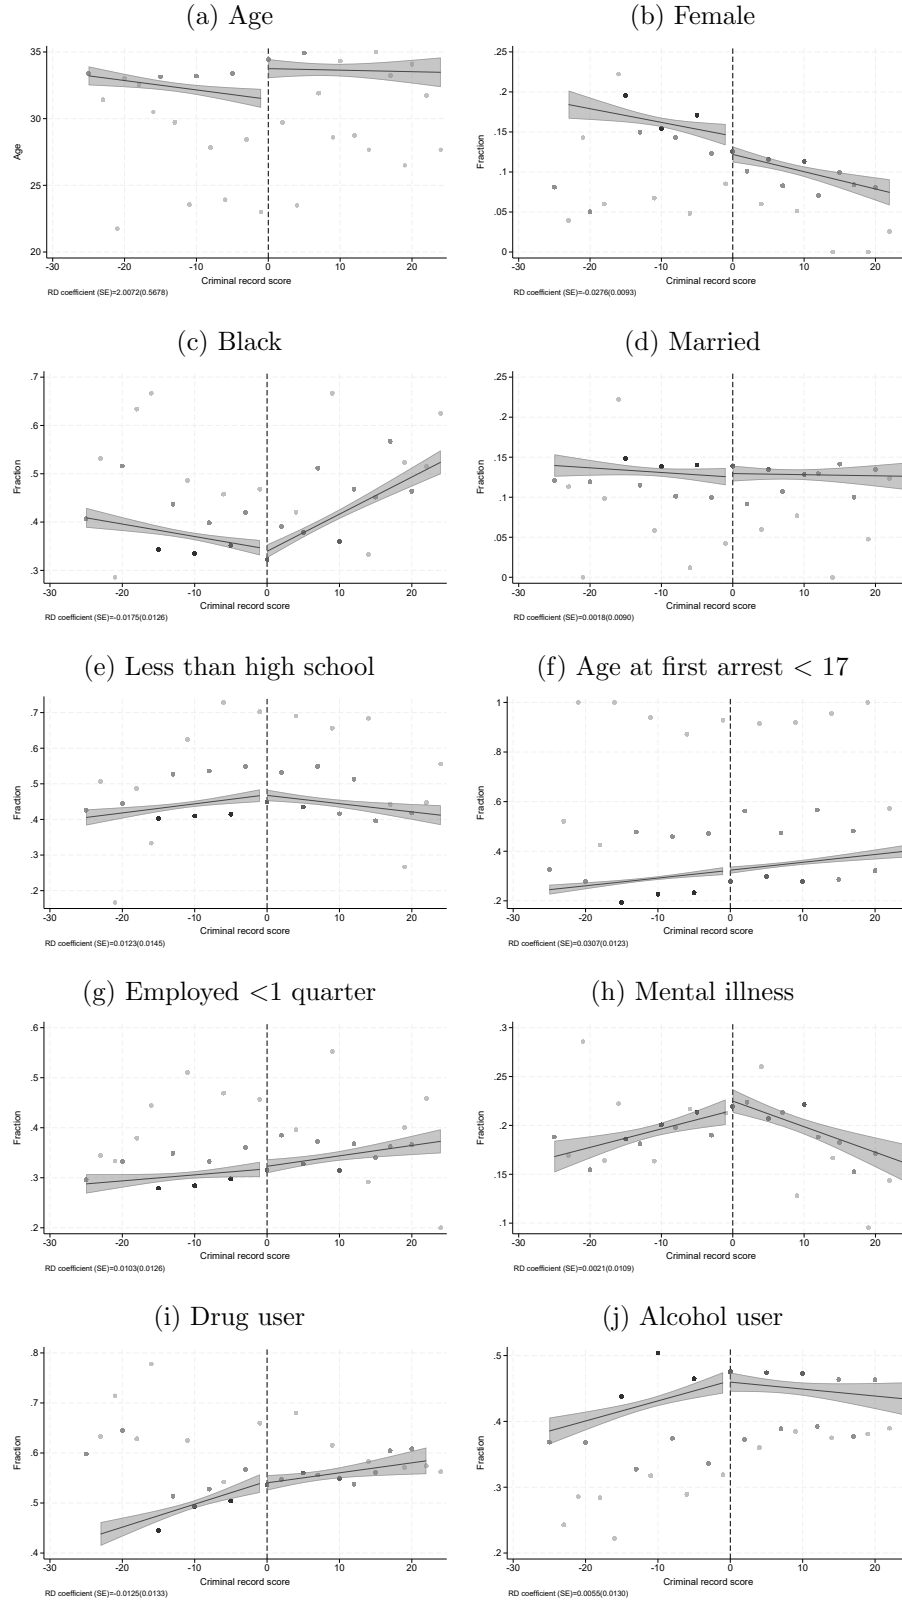 (a) Age
(b) Female
35
30
25
20
Age
-30 -20 -10 0 10 20
Criminal record score
RD coefficient (SE)=2.0072(0.5678)
.25
.2
.15
.1
.05
0
Fraction
-30 -20 -10 0 10 20
Criminal record score
RD coefficient (SE)=-0.0276(0.0093)
(c) Black
(d) Married
.7
.6
.5
.4
.3
Fraction
-30 -20 -10 0 10 20
Criminal record score
RD coefficient (SE)=-0.0175(0.0126)
.25
.2
.15
.1
.05
0
Fraction
-30 -20 -10 0 10 20
Criminal record score
RD coefficient (SE)=0.0018(0.0090)
(e) Less than high school
(f) Age at first arrest < 17
.7
.6
.5
.4
.3
.2
Fraction
-30 -20 -10 0 10 20
Criminal record score
RD coefficient (SE)=0.0123(0.0145)
1
.8
.6
.4
.2
Fraction
-30 -20 -10 0 10 20
Criminal record score
RD coefficient (SE)=0.0307(0.0123)
(g) Employed <1 quarter
(h) Mental illness
.6
.5
.4
.3
.2
Fraction
-30 -20 -10 0 10 20
Criminal record score
RD coefficient (SE)=0.0103(0.0126)
.3
.25
.2
.15
.1
Fraction
-30 -20 -10 0 10 20
Criminal record score
RD coefficient (SE)=0.0021(0.0109)
(i) Drug user
(j) Alcohol user
.8
.7
.6
.5
.4
Fraction
-30 -20 -10 0 10 20
Criminal record score
RD coefficient (SE)=-0.0125(0.0133)
.5
.4
.3
.2
Fraction
-30 -20 -10 0 10 20
Criminal record score
RD coefficient (SE)=0.0055(0.0130)